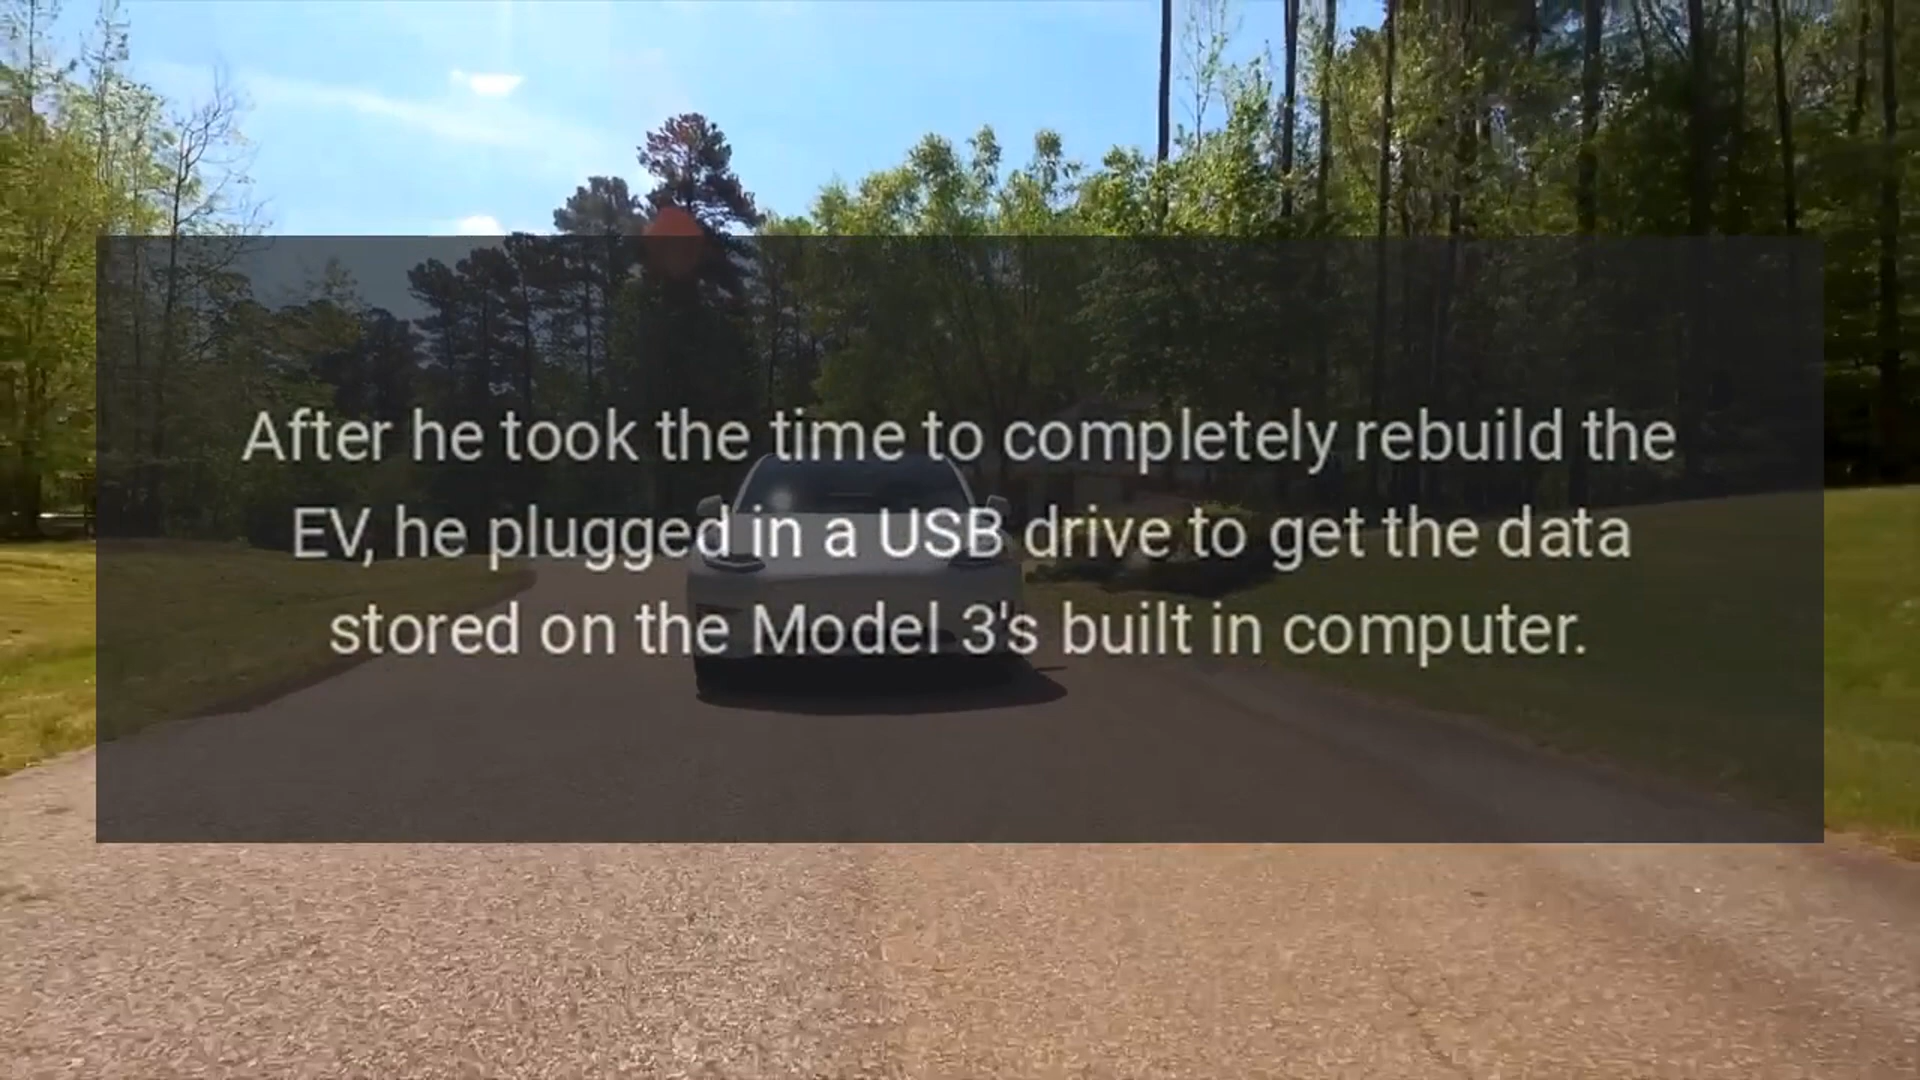 After he took the time to completely rebuild the
EV, he plugged in a USB drive to get the data
stored on the Model 3's built in computer.